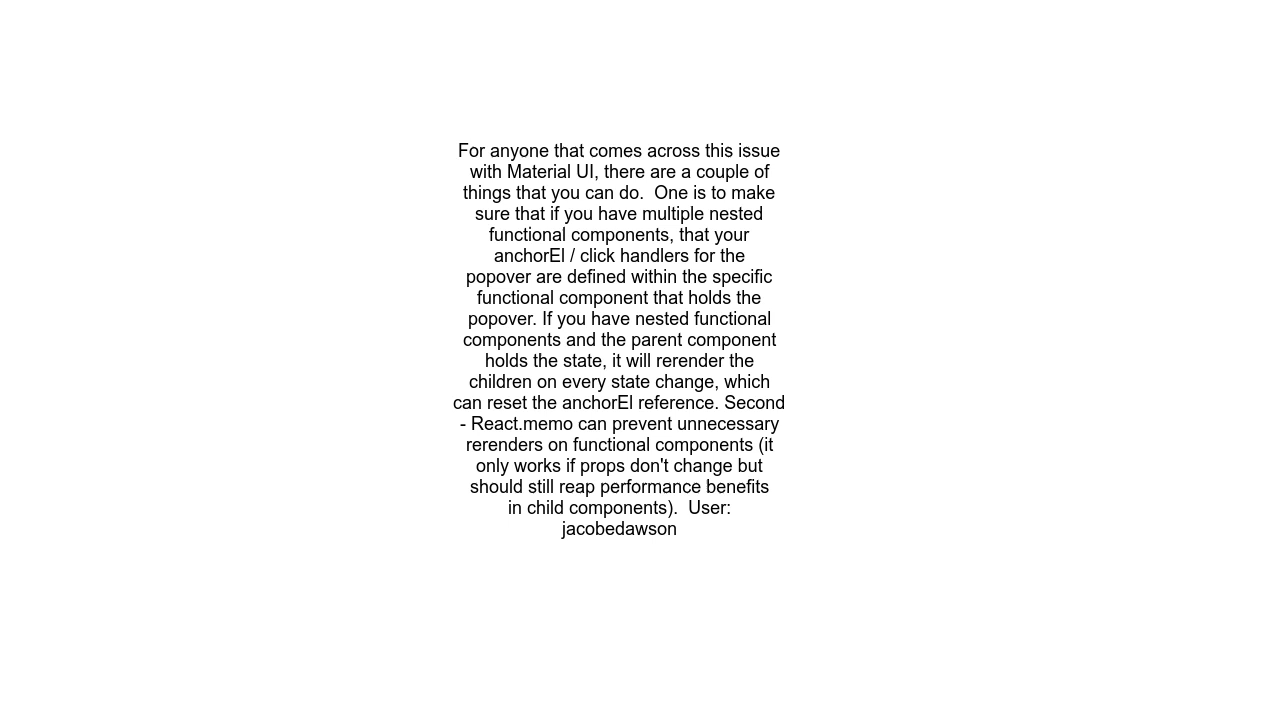 For anyone that comes across this issue
with Material UI, there are a couple of
things that you can do.  One is to make
sure that if you have multiple nested
functional components, that your
anchorEl / click handlers for the
popover are defined within the specific
functional component that holds the
popover. If you have nested functional
components and the parent component
holds the state, it will rerender the
children on every state change, which
can reset the anchorEl reference. Second
- React.memo can prevent unnecessary
rerenders on functional components (it
only works if props don't change but
should still reap performance benefits
in child components).  User:
jacobedawson